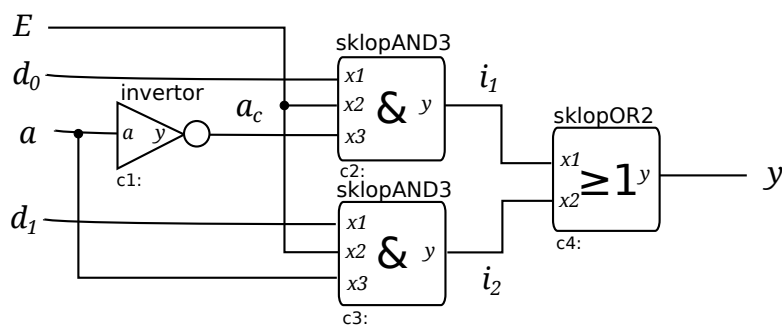 E
sklopAND3
d0
x1
i1
invertor
ac
x2
&
y
sklopOR2
a
a
y
x3
x1
c1:
c2:
≥1
y
y
sklopAND3
x2
d1
x1
c4:
x2
&
y
x3
i2
c3: